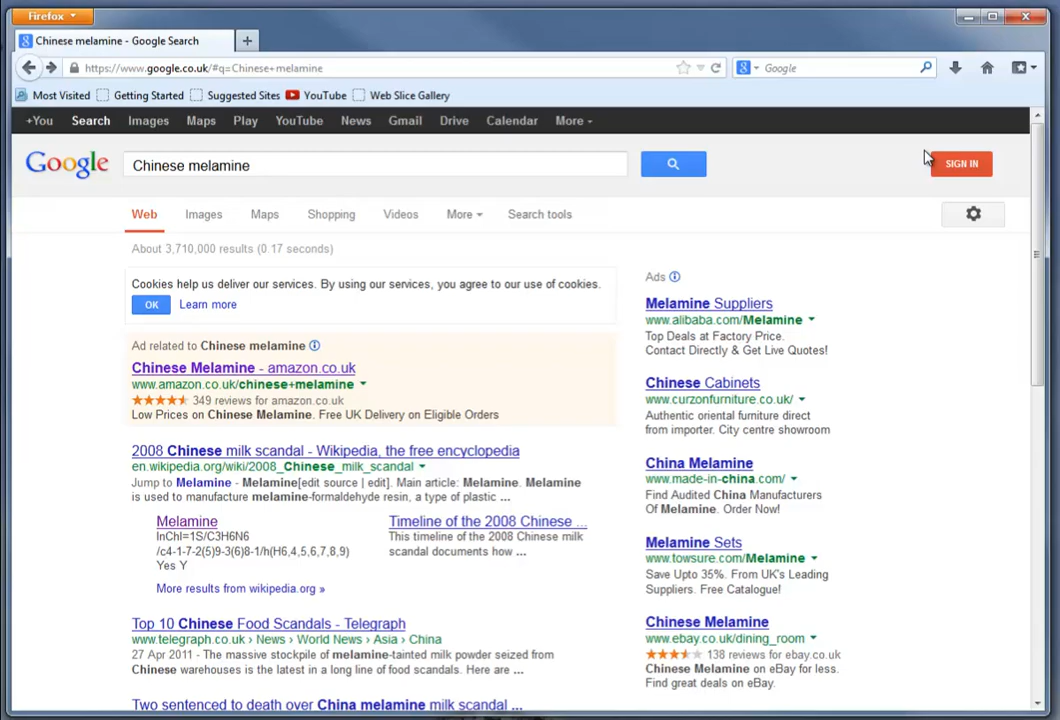 Firefox
Chinese melamine - Google Search
+
https://www.google.co.uk/#q=Chinese+melamine
Google
Most Visited Getting Started Suggested Sites YouTube Web Slice Gallery
+You Search Images Maps Play YouTube News Gmail Drive Calendar More
Google
Chinese melamine
SIGN IN
Web Images Maps Shopping Videos More Search tools
About 3,710,000 results (0.17 seconds)
Cookies help us deliver our services. By using our services, you agree to our use of cookies.
OK Learn more
Ad related to Chinese melamine
Chinese Melamine - amazon.co.uk
www.amazon.co.uk/chinese+melamine
349 reviews for amazon.co.uk
Low Prices on Chinese Melamine. Free UK Delivery on Eligible Orders
2008 Chinese milk scandal - Wikipedia, the free encyclopedia
en.wikipedia.org/wiki/2008_Chinese_milk_scandal
Jump to Melamine - Melamine[edit source | edit]. Main article: Melamine. Melamine
is used to manufacture melamine-formaldehyde resin, a type of plastic ...
Melamine
InChI=1S/C3H6N6
/c4-1-7-2(5)9-3(6)8-1/h(H6,4,5,6,7,8,9)
Yes Y
Timeline of the 2008 Chinese ...
This timeline of the 2008 Chinese milk
scandal documents how ...
More results from wikipedia.org »
Top 10 Chinese Food Scandals - Telegraph
www.telegraph.co.uk › News › World News › Asia › China
27 Apr 2011 - The massive stockpile of melamine-tainted milk powder seized from
Chinese warehouses is the latest in a long line of food scandals. Here are ...
Two sentenced to death over China melamine milk scandal ...
Ads
Melamine Suppliers
www.alibaba.com/Melamine
Top Deals at Factory Price.
Contact Directly & Get Live Quotes!
Chinese Cabinets
www.curzonfurniture.co.uk/
Authentic oriental furniture direct
from importer. City centre showroom
China Melamine
www.made-in-china.com/
Find Audited China Manufacturers
Of Melamine. Order Now!
Melamine Sets
www.towsure.com/Melamine
Save Upto 35%. From UK's Leading
Suppliers. Free Catalogue!
Chinese Melamine
www.ebay.co.uk/dining_room
138 reviews for ebay.co.uk
Chinese Melamine on eBay for less.
Find great deals on eBay.